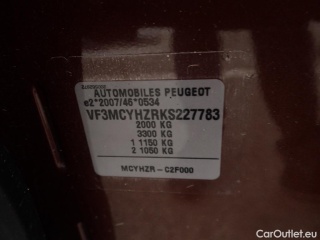 AUTOMOBILES PEUGEOT
e2*2007/46*0534
VF3MCYHZRKS227783
2000 KG
3300 KG
1 1150 KG
2 1050 KG
MCYHZR - C2F000
CarOutlet.eu